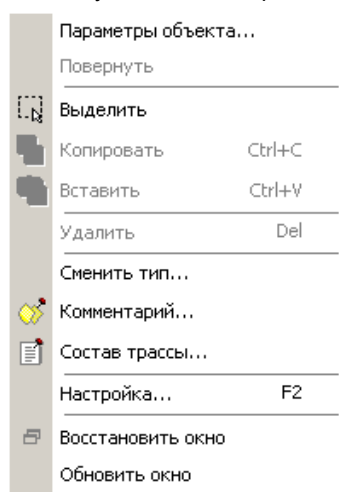 Параметры объекта...
Повернуть
Выделить
Копировать Ctrl+C
Вставить Ctrl+V
Удалить Del
Сменить тип...
Комментарий...
Состав трассы...
Настройка... F2
Восстановить окно
Обновить окно